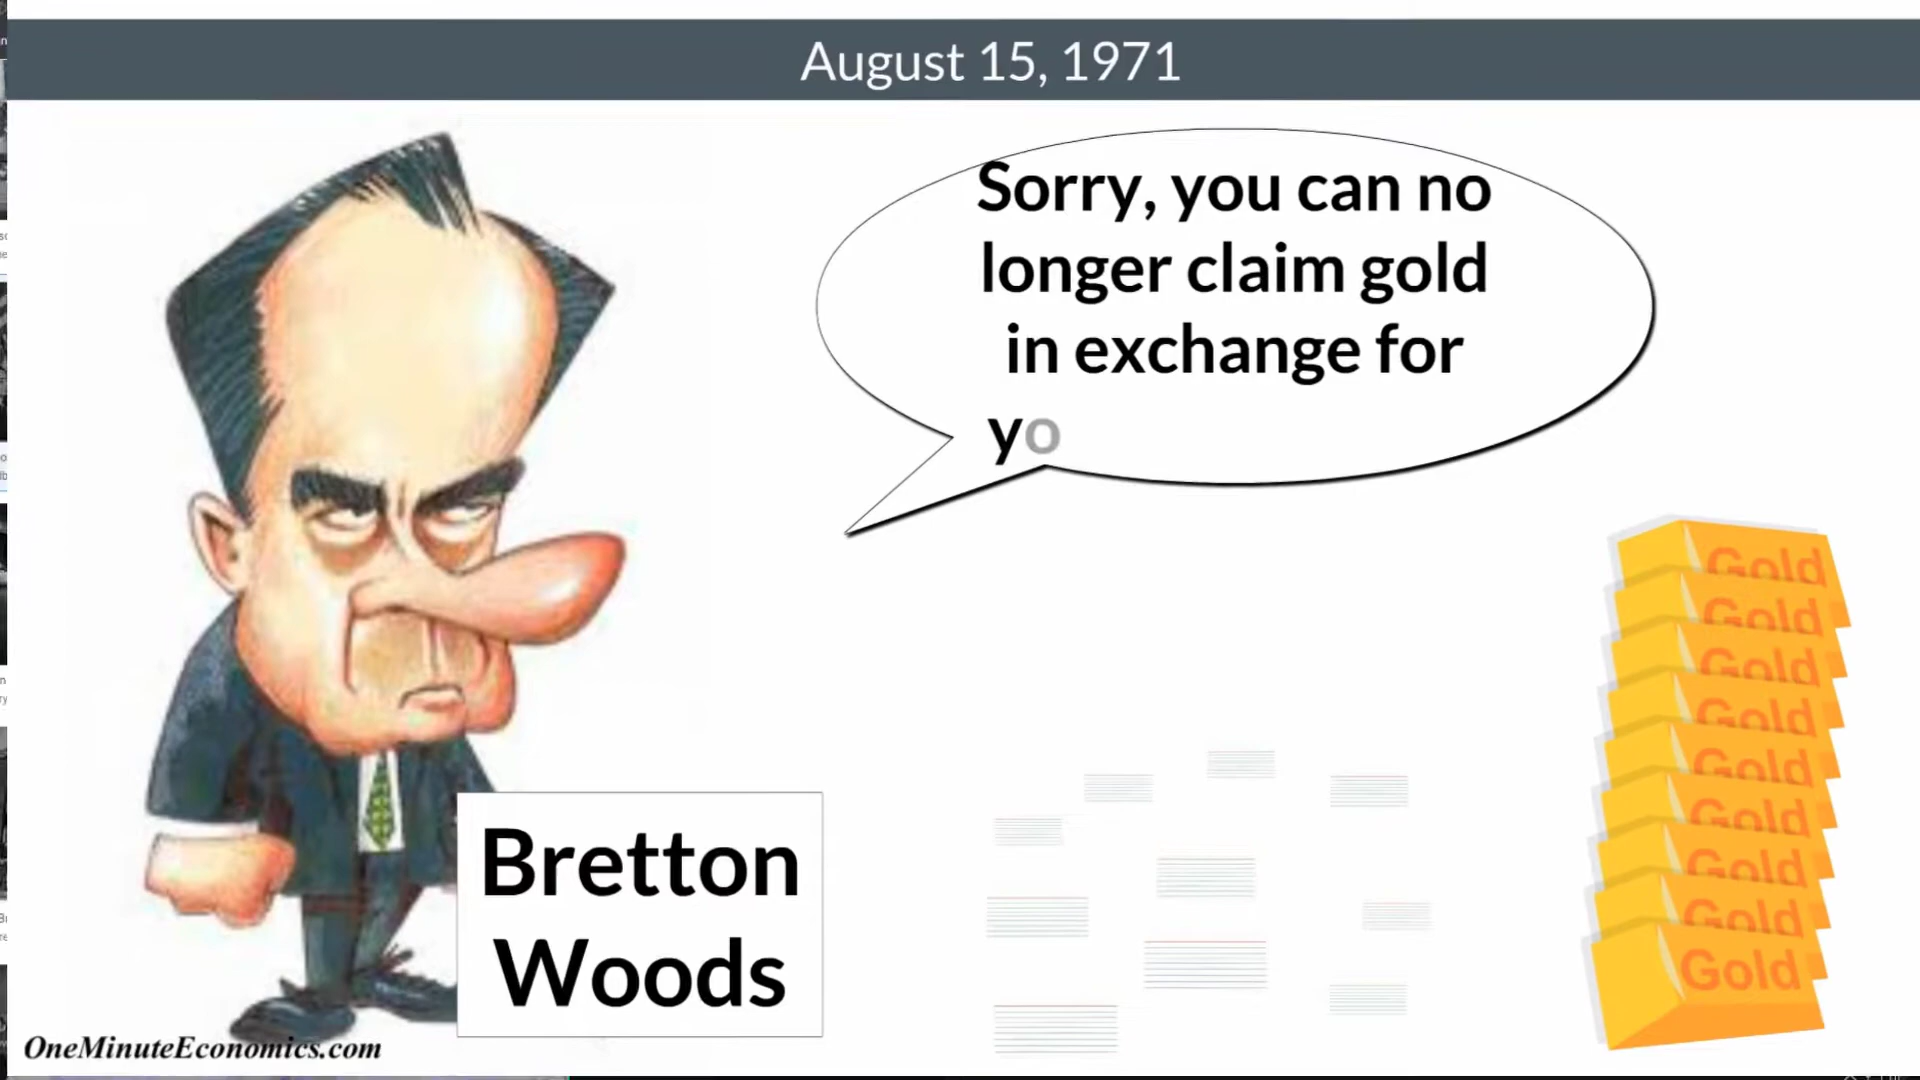 August 15, 1971
Sorry, you can no
longer claim gold
in exchange for
yo
Gold
Gold
Gold
Gold
Gold
Gold
Gold
Gold
Gold
Bretton
Woods
OneMinuteEconomics.com